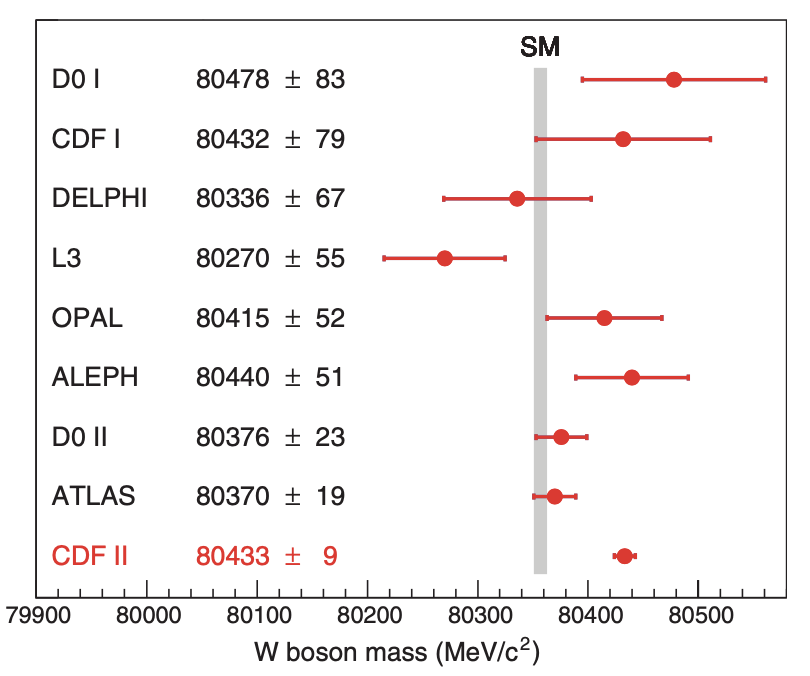 SM
D0 I 80478 ± 83
CDF I 80432 ± 79
DELPHI 80336 ± 67
L3 80270 ± 55
OPAL 80415 ± 52
ALEPH 80440 ± 51
D0 II 80376 ± 23
ATLAS 80370 ± 19
CDF II 80433 ± 9
79900 80000 80100 80200 80300 80400 80500
W boson mass (MeV/c²)